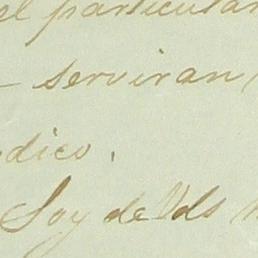 el particular
serviran
dico.
Soy de Vds